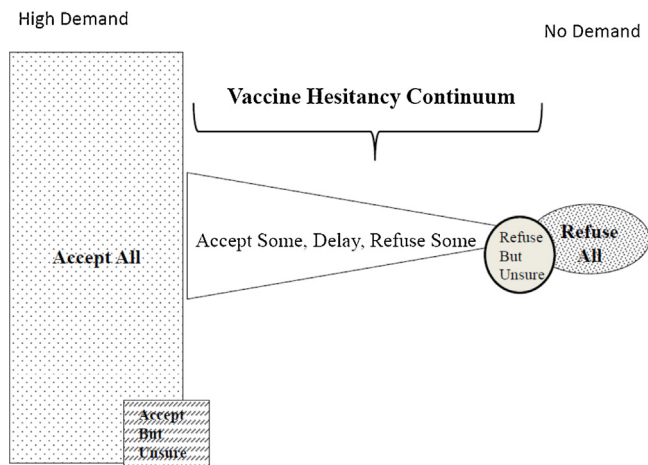 High Demand
No Demand
Vaccine Hesitancy Continuum
Accept All
Accept Some, Delay, Refuse Some
Refuse
But
Unsure
Refuse
All
Accept
But
Unsure